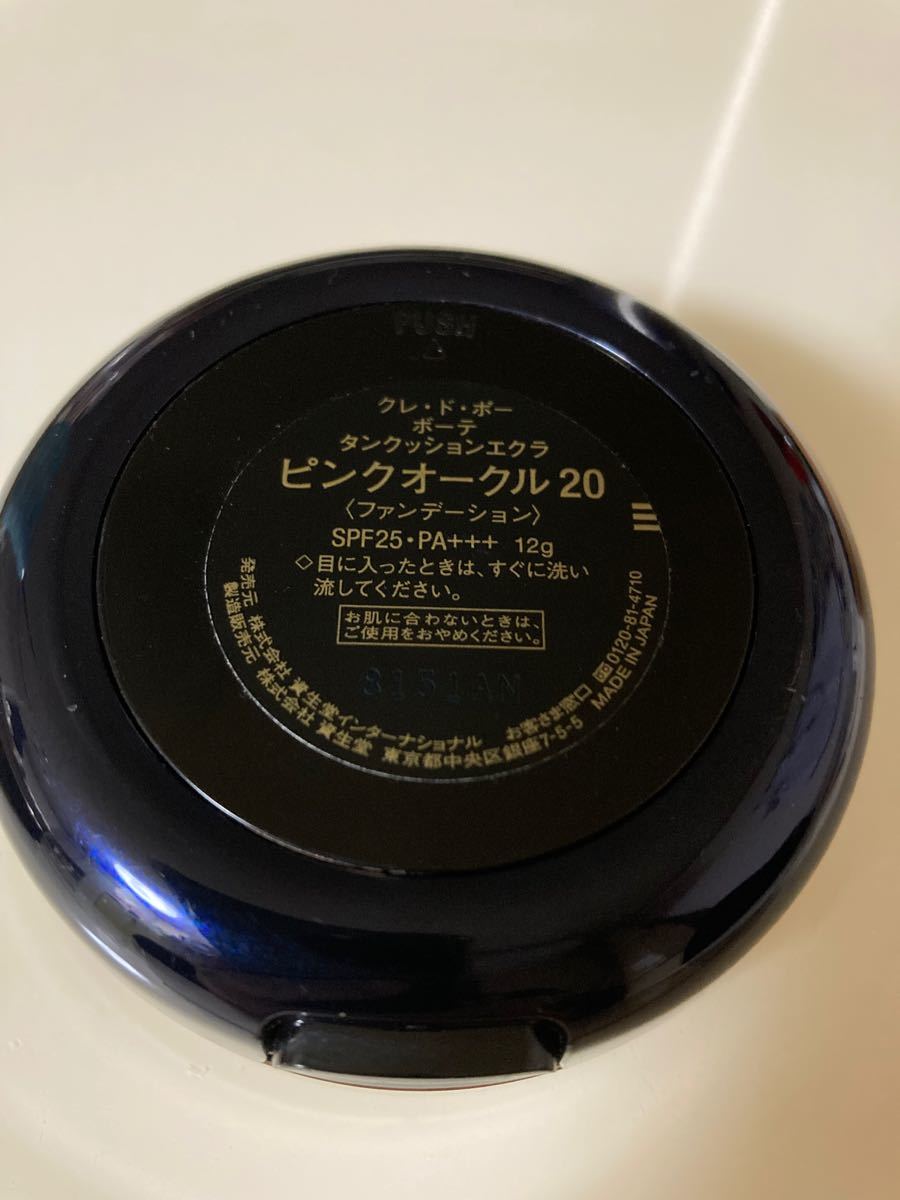 PUSH
クレ・ド・ポー
ボーテ
タンクッションエクラ
ピンクオークル 20
〈ファンデーション〉
SPF25・PA+++ 12g
◇目に入ったときは、すぐに洗い
流してください。
お肌に合わないときは、
ご使用をおやめください。
8151AN
発売元 株式会社 資生堂インターナショナル お客さま窓口 0120-81-4710
製造販売元 株式会社 資生堂 東京都中央区銀座7-5-5 MADE IN JAPAN